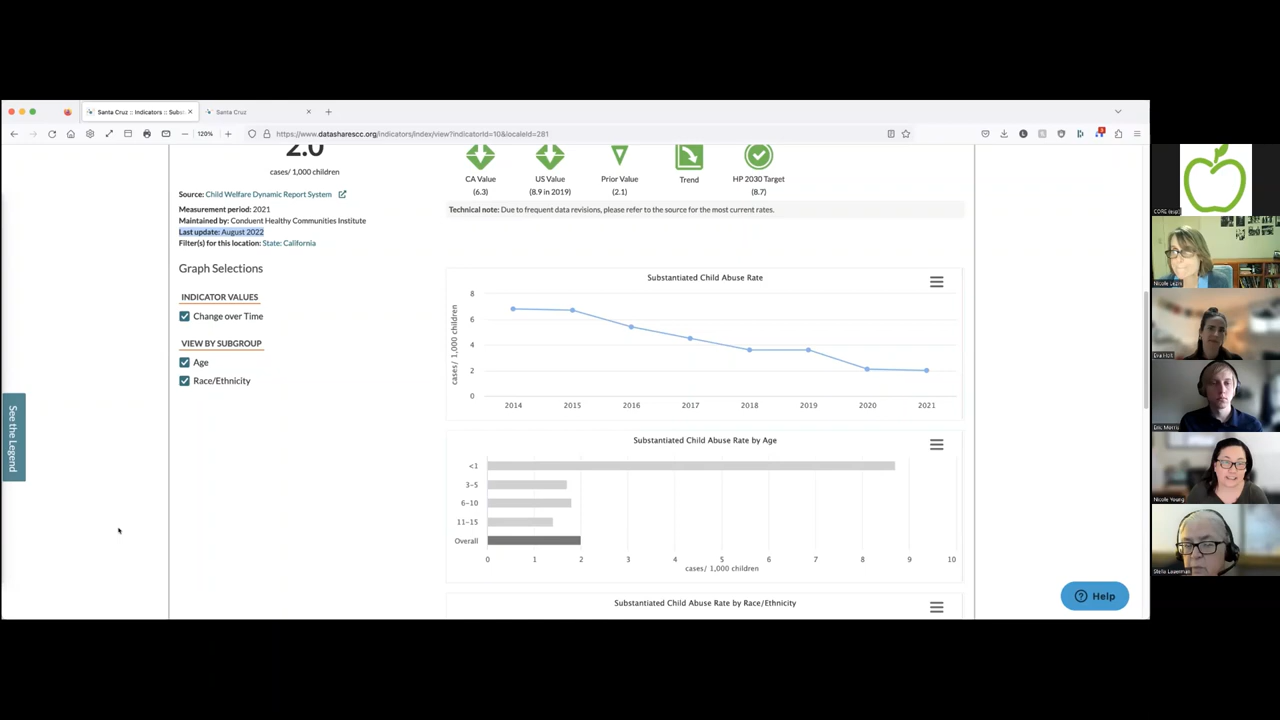 Santa Cruz :: Indicators :: Subst
Santa Cruz
120%
https://www.datasharescc.org/indicators/index/view?indicatorId=10&localeId=281
2.0
cases/ 1,000 children
CA Value
(6.3)
US Value
(8.9 in 2019)
Prior Value
(2.1)
Trend
HP 2030 Target
(8.7)
Source: Child Welfare Dynamic Report System
Measurement period: 2021
Maintained by: Conduent Healthy Communities Institute
Last update: August 2022
Filter(s) for this location: State: California
Technical note: Due to frequent data revisions, please refer to the source for the most current rates.
Graph Selections
INDICATOR VALUES
Change over Time
VIEW BY SUBGROUP
Age
Race/Ethnicity
See the Legend
Substantiated Child Abuse Rate
cases/ 1,000 children
8
6
4
2
0
2014 2015 2016 2017 2018 2019 2020 2021
Substantiated Child Abuse Rate by Age
<1
3–5
6–10
11–15
Overall
0 1 2 3 4 5 6 7 8 9 10
cases/ 1,000 children
Substantiated Child Abuse Rate by Race/Ethnicity
Help
Nicole Young